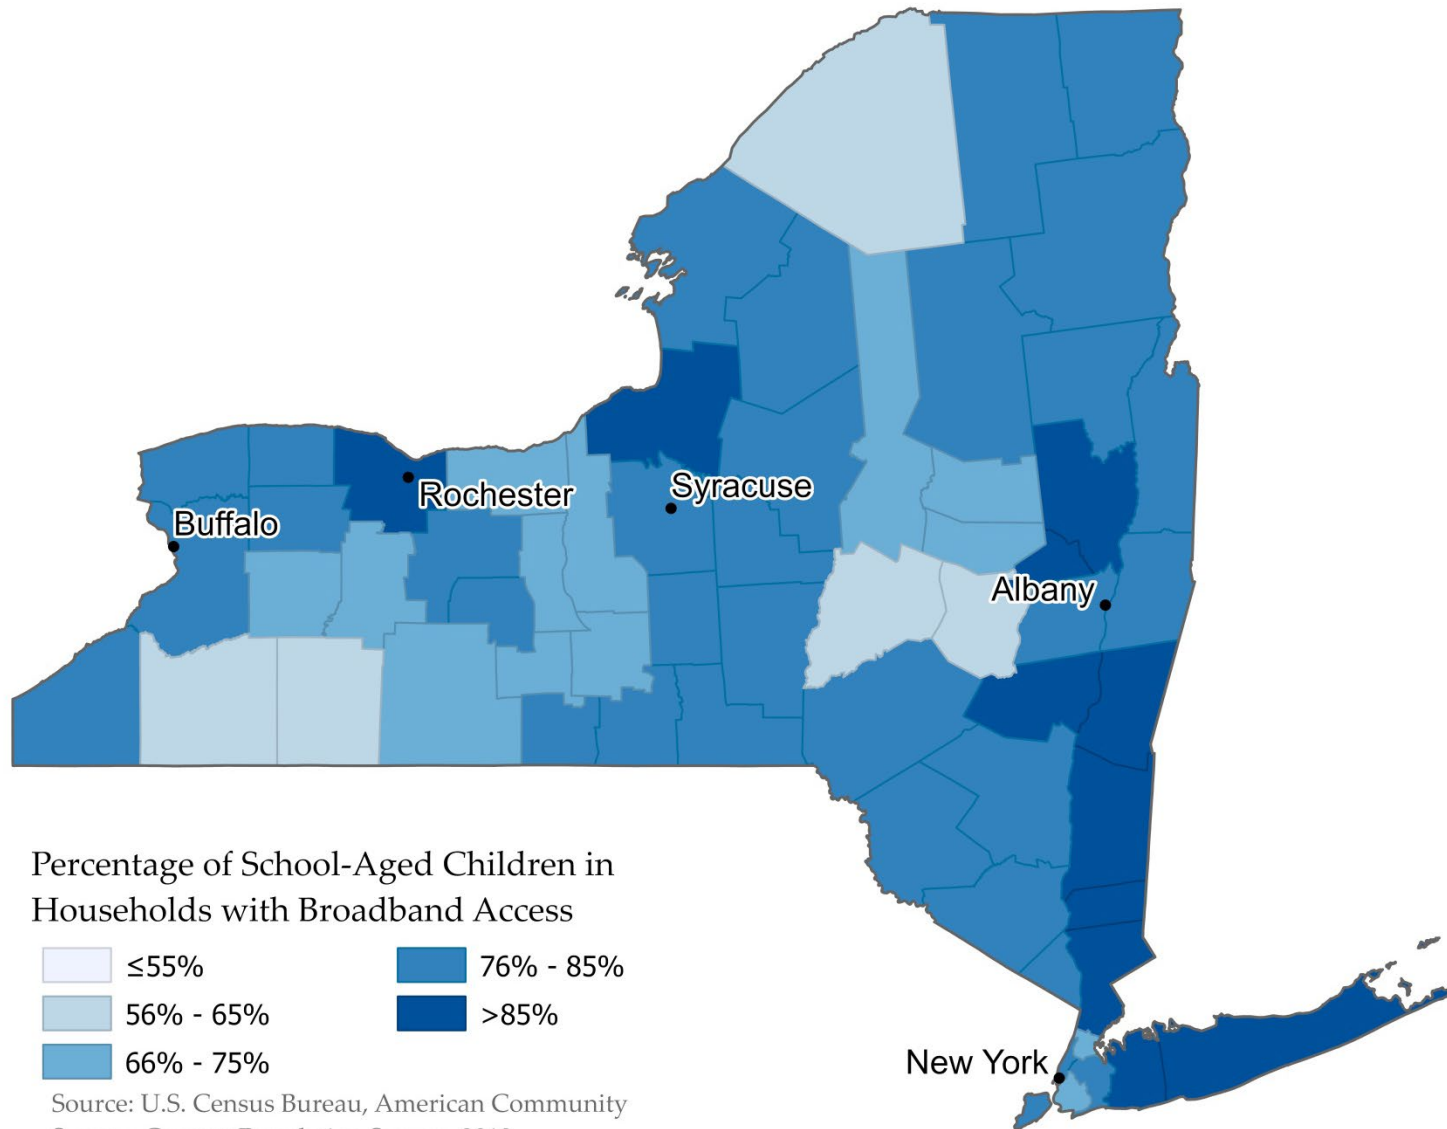 Rochester
Syracuse
Buffalo
Albany
Percentage of School-Aged Children in
Households with Broadband Access
≤55%
76% - 85%
56% - 65%
>85%
66% - 75%
New York
Source: U.S. Census Bureau, American Community